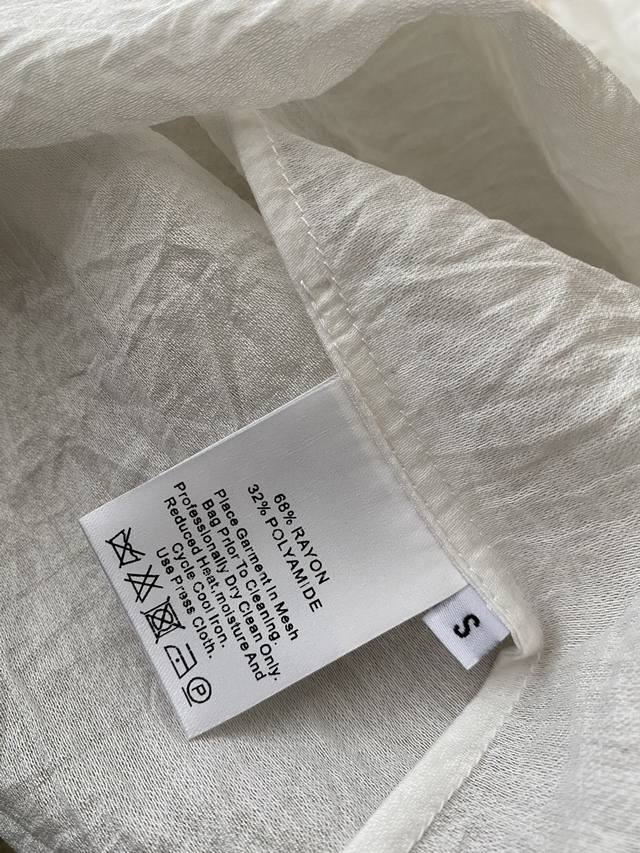 68% RAYON
32% POLYAMIDE
Place Garment In Mesh
Bag Prior To Cleaning.
Professionally Dry Clean Only.
Reduced Heat,moisture And
Cycle.Cool Iron.
Use Press Cloth.
P
S